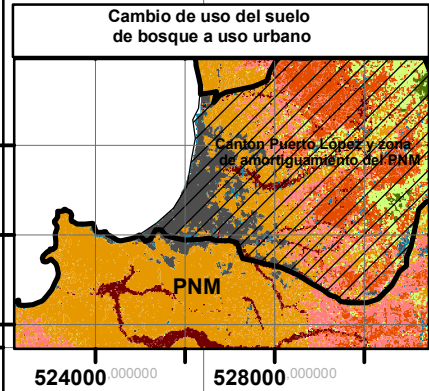 Cambio de uso del suelo
de bosque a uso urbano
Canton Puerto López y zona
de amortiguamiento del PNM
PNM
524000.000000 528000.000000